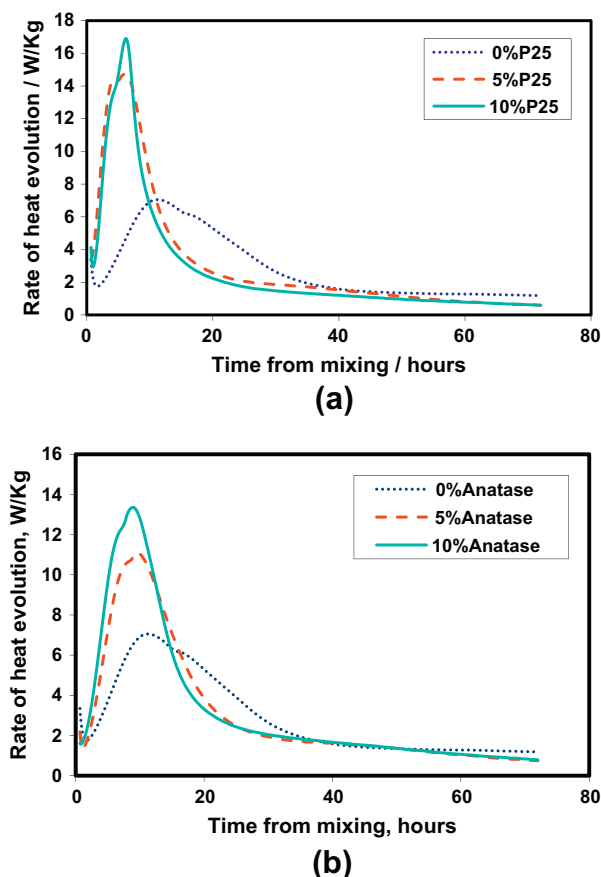 18
16
14
12
10
8
6
4
2
0
Rate of heat evolution / W/Kg
0%P25
5%P25
10%P25
0 20 40 60 80
Time from mixing / hours
(a)
16
14
12
10
8
6
4
2
0
Rate of heat evolution, W/Kg
0%Anatase
5%Anatase
10%Anatase
0 20 40 60 80
Time from mixing, hours
(b)